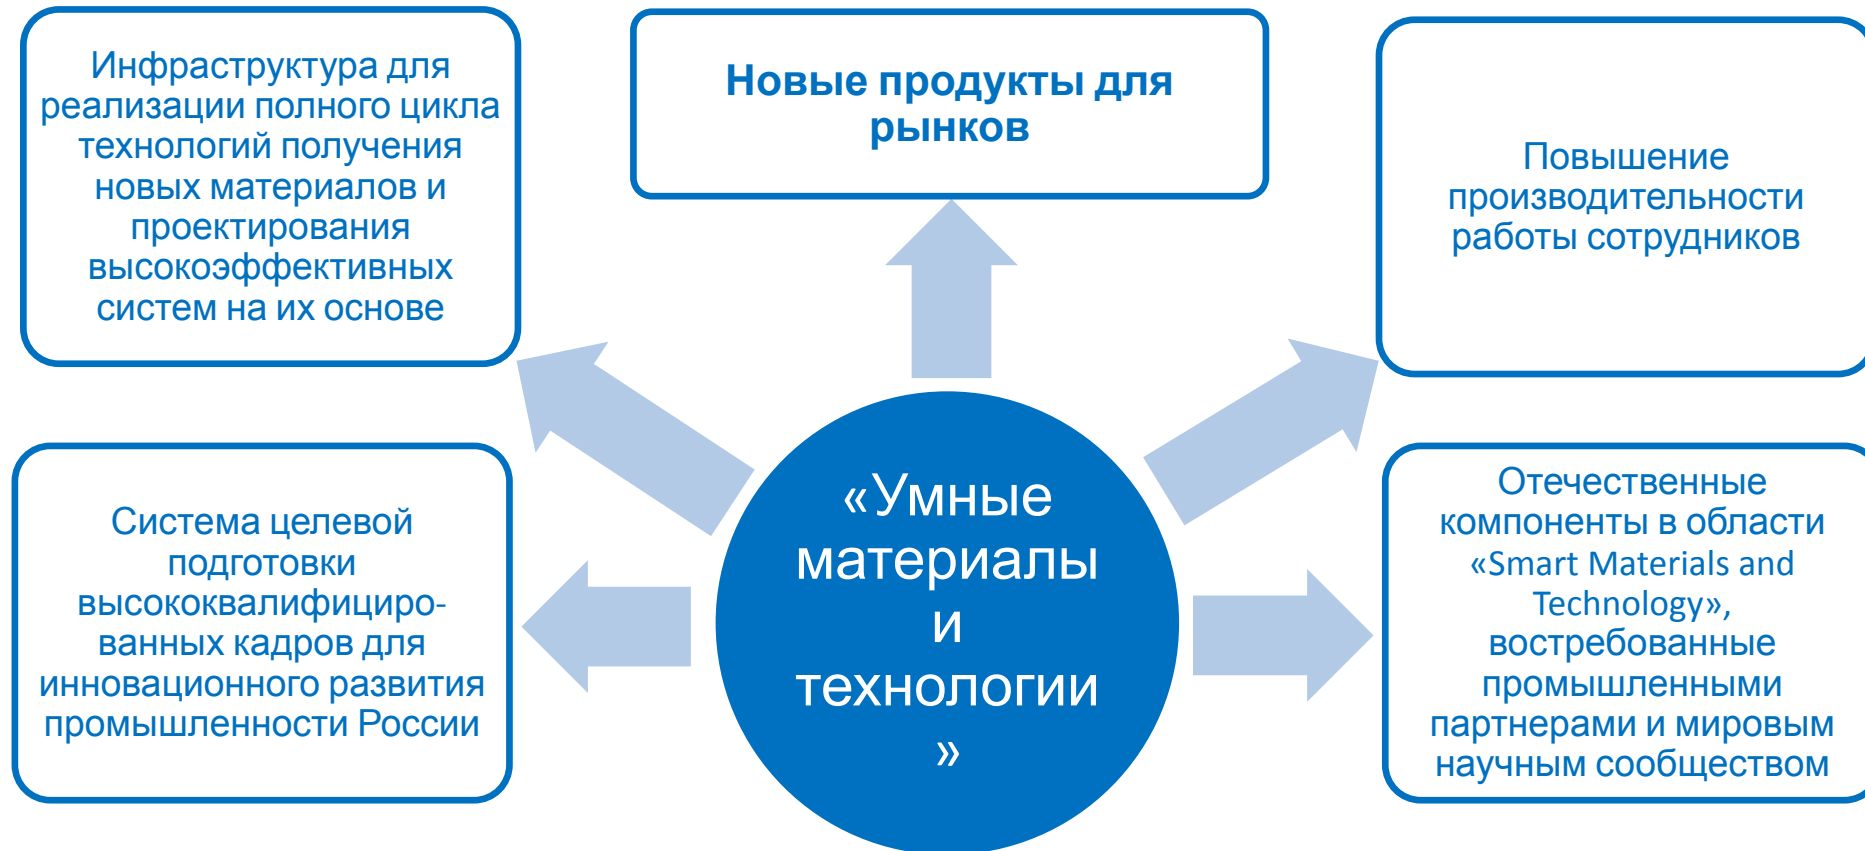 Инфраструктура для
реализации полного цикла
технологий получения
новых материалов и
проектирования
высокоэффективных
систем на их основе
Новые продукты для
рынков
Повышение
производительности
работы сотрудников
Система целевой
подготовки
высококвалифициро-
ванных кадров для
инновационного развития
промышленности России
«Умные
материалы
и
технологии
»
Отечественные
компоненты в области
«Smart Materials and
Technology»,
востребованные
промышленными
партнерами и мировым
научным сообществом